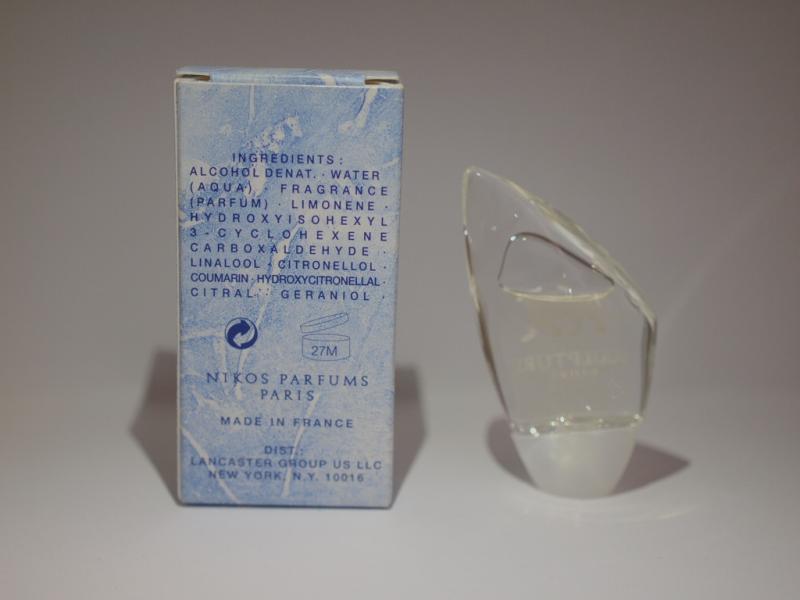 INGREDIENTS:
ALCOHOL DENAT. · WATER
(AQUA) · FRAGRANCE
(PARFUM) · LIMONENE ·
HYDROXYISOHEXYL
3-CYCLOHEXENE
CARBOXALDEHYDE ·
LINALOOL · CITRONELLOL ·
COUMARIN · HYDROXYCITRONELLAL ·
CITRAL · GERANIOL ·
27M
NIKOS PARFUMS
PARIS
MADE IN FRANCE
DIST.:
LANCASTER GROUP US LLC
NEW YORK, N.Y. 10016
SCULPTURE